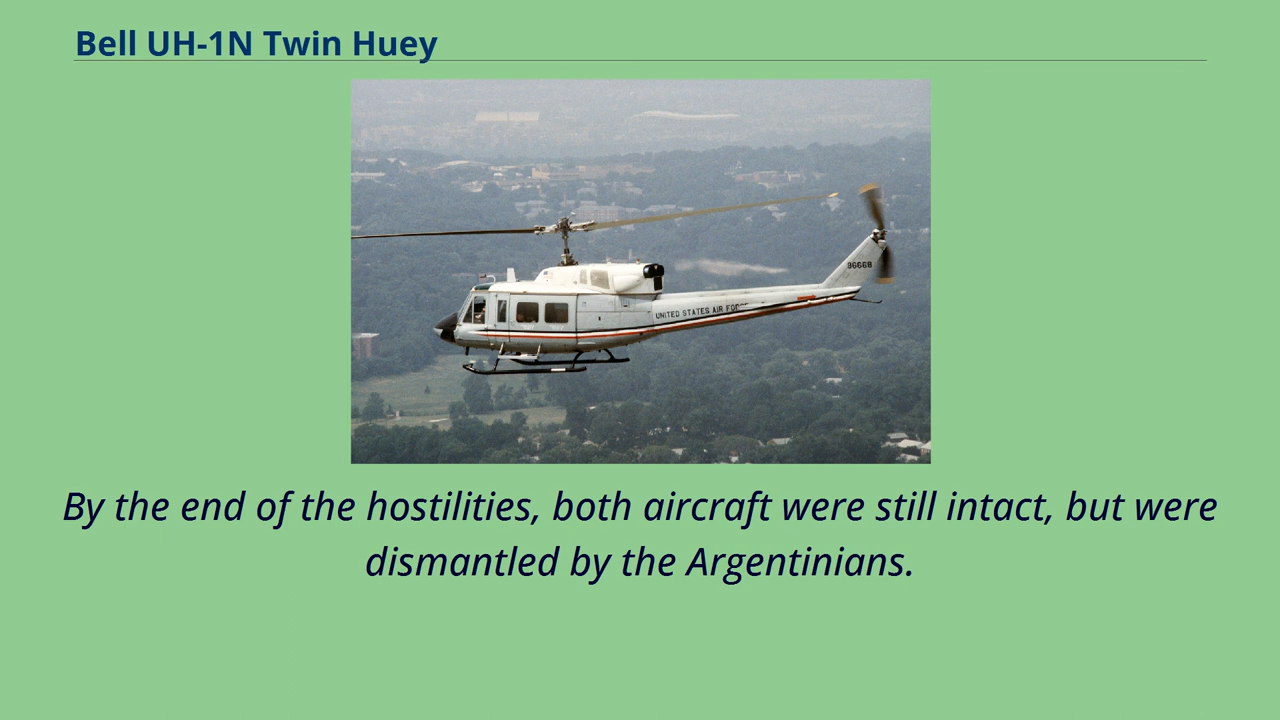 Bell UH-1N Twin Huey
96668
UNITED STATES AIR FORCE
By the end of the hostilities, both aircraft were still intact, but were
dismantled by the Argentinians.